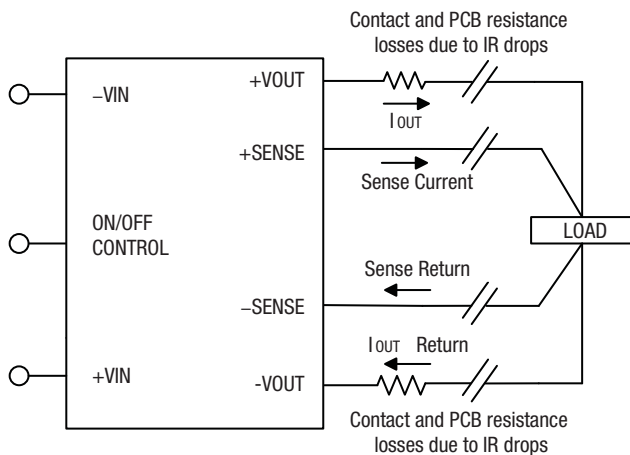 Contact and PCB resistance
losses due to IR drops
+VOUT
–VIN
IOUT
+SENSE
Sense Current
ON/OFF
CONTROL
LOAD
Sense Return
–SENSE
IOUT Return
+VIN
-VOUT
Contact and PCB resistance
losses due to IR drops